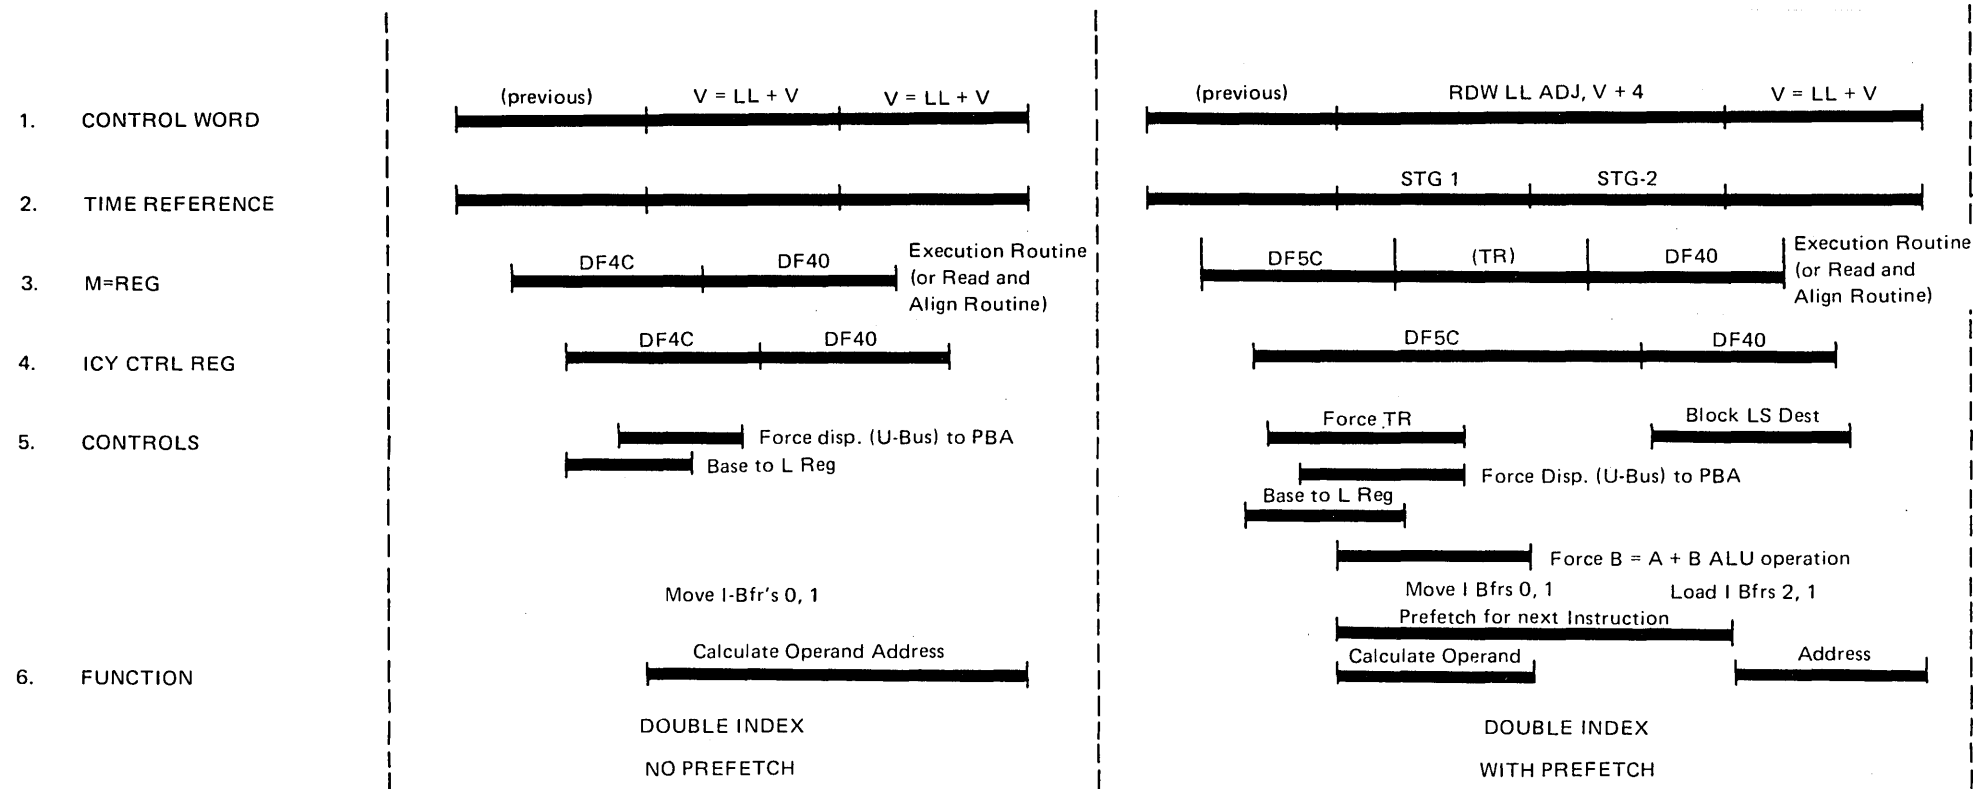 (previous) V = LL + V V = LL + V (previous) RDW LL ADJ, V + 4 V = LL + V
1. CONTROL WORD
STG 1 STG-2
2. TIME REFERENCE
DF4C DF40 Execution Routine (or Read and Align Routine) DF5C (TR) DF40 Execution Routine (or Read and Align Routine)
3. M=REG
DF4C DF40 DF5C DF40
4. ICY CTRL REG
Force TR Block LS Dest
5. CONTROLS Force disp. (U-Bus) to PBA
Base to L Reg Force Disp. (U-Bus) to PBA
Base to L Reg
Force B = A + B ALU operation
Move I-Bfr's 0, 1 Move I Bfrs 0, 1 Load I Bfrs 2, 1
Prefetch for next Instruction
Calculate Operand Address Calculate Operand Address
6. FUNCTION
DOUBLE INDEX DOUBLE INDEX
NO PREFETCH WITH PREFETCH